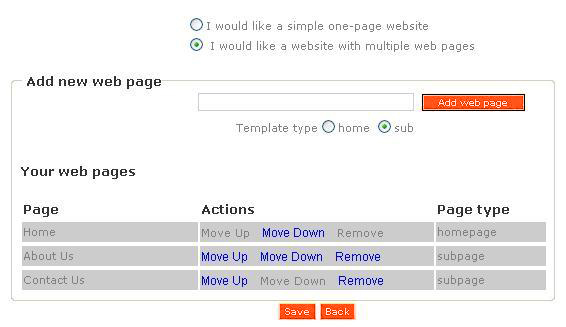 I would like a simple one-page website
I would like a website with multiple web pages
Add new web page
Add web page
Template type home sub
Your web pages
Page Actions Page type
Home Move Up Move Down Remove homepage
About Us Move Up Move Down Remove subpage
Contact Us Move Up Move Down Remove subpage
Save Back